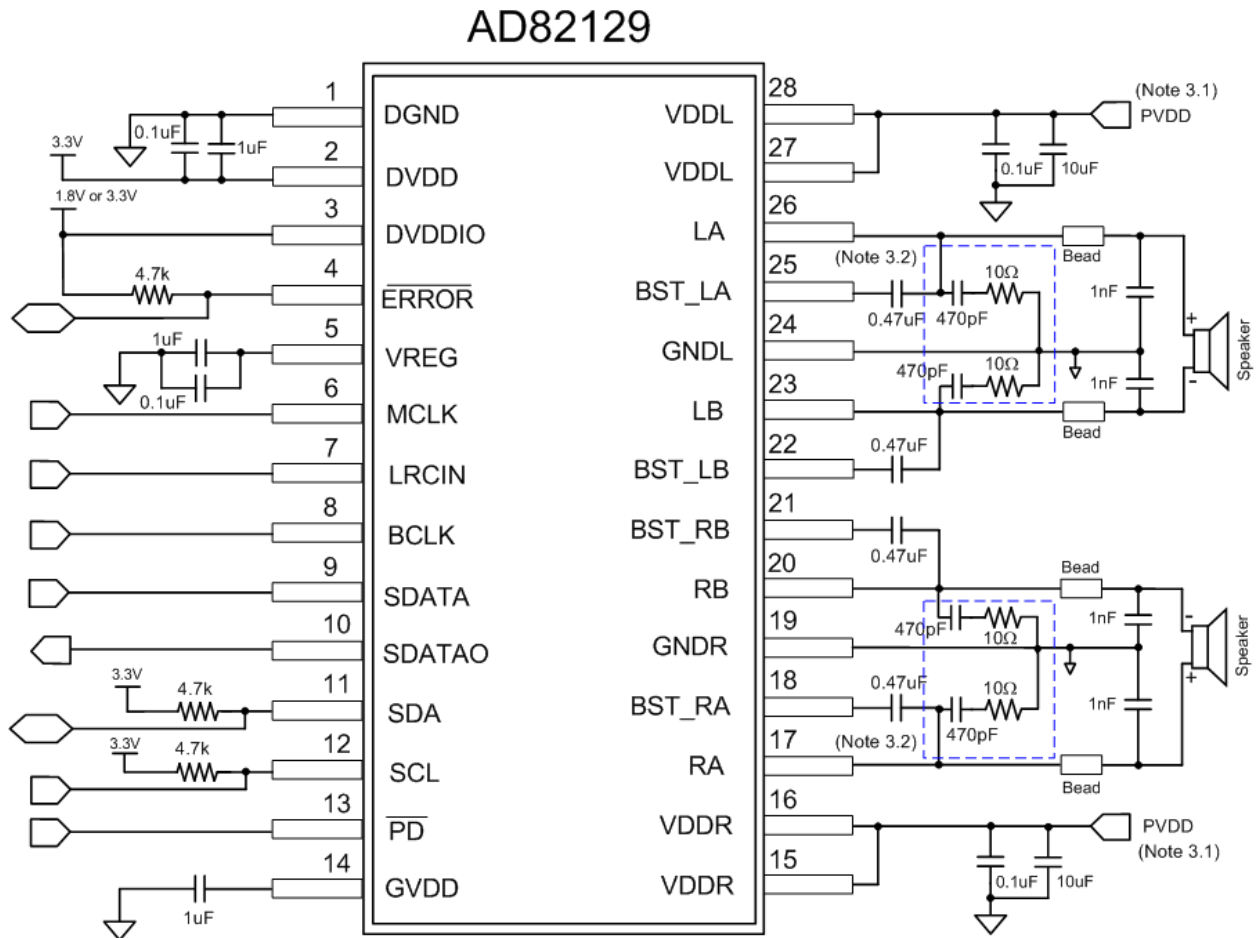 AD82129
1
DGND
0.1uF
1uF
3.3V
2
DVDD
1.8V or 3.3V
3
DVDDIO
4.7k
4
ERROR
5
VREG
1uF
0.1uF
6
MCLK
7
LRCIN
8
BCLK
9
SDATA
10
SDATAO
3.3V
4.7k
11
SDA
3.3V
4.7k
12
SCL
13
PD
14
GVDD
1uF
28
VDDL
(Note 3.1)
PVDD
27
VDDL
0.1uF
10uF
26
LA
Bead
(Note 3.2)
25
BST_LA
0.47uF
470pF
10Ω
1nF
24
GNDL
470pF
10Ω
1nF
+
-
Speaker
23
LB
Bead
22
BST_LB
0.47uF
21
BST_RB
0.47uF
20
RB
Bead
470pF
10Ω
1nF
19
GNDR
-
+
Speaker
18
BST_RA
0.47uF
10Ω
470pF
1nF
(Note 3.2)
17
RA
Bead
16
VDDR
PVDD
(Note 3.1)
15
VDDR
0.1uF
10uF